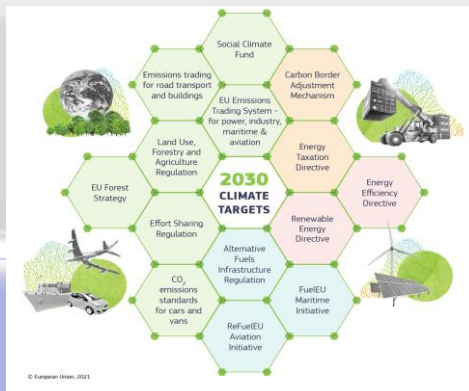 Social Climate
Fund
Emissions trading
for road transport
and buildings
Carbon Border
Adjustment
Mechanism
EU Emissions
Trading System -
for power, industry,
maritime &
aviation
Land Use,
Forestry and
Agriculture
Regulation
Energy
Taxation
Directive
EU Forest
Strategy
2030
CLIMATE
TARGETS
Energy
Efficiency
Directive
Effort Sharing
Regulation
Renewable
Energy
Directive
Alternative
Fuels
Infrastructure
Regulation
CO2
emissions
standards
for cars and
vans
FuelEU
Maritime
Initiative
ReFuelEU
Aviation
Initiative
© European Union, 2021